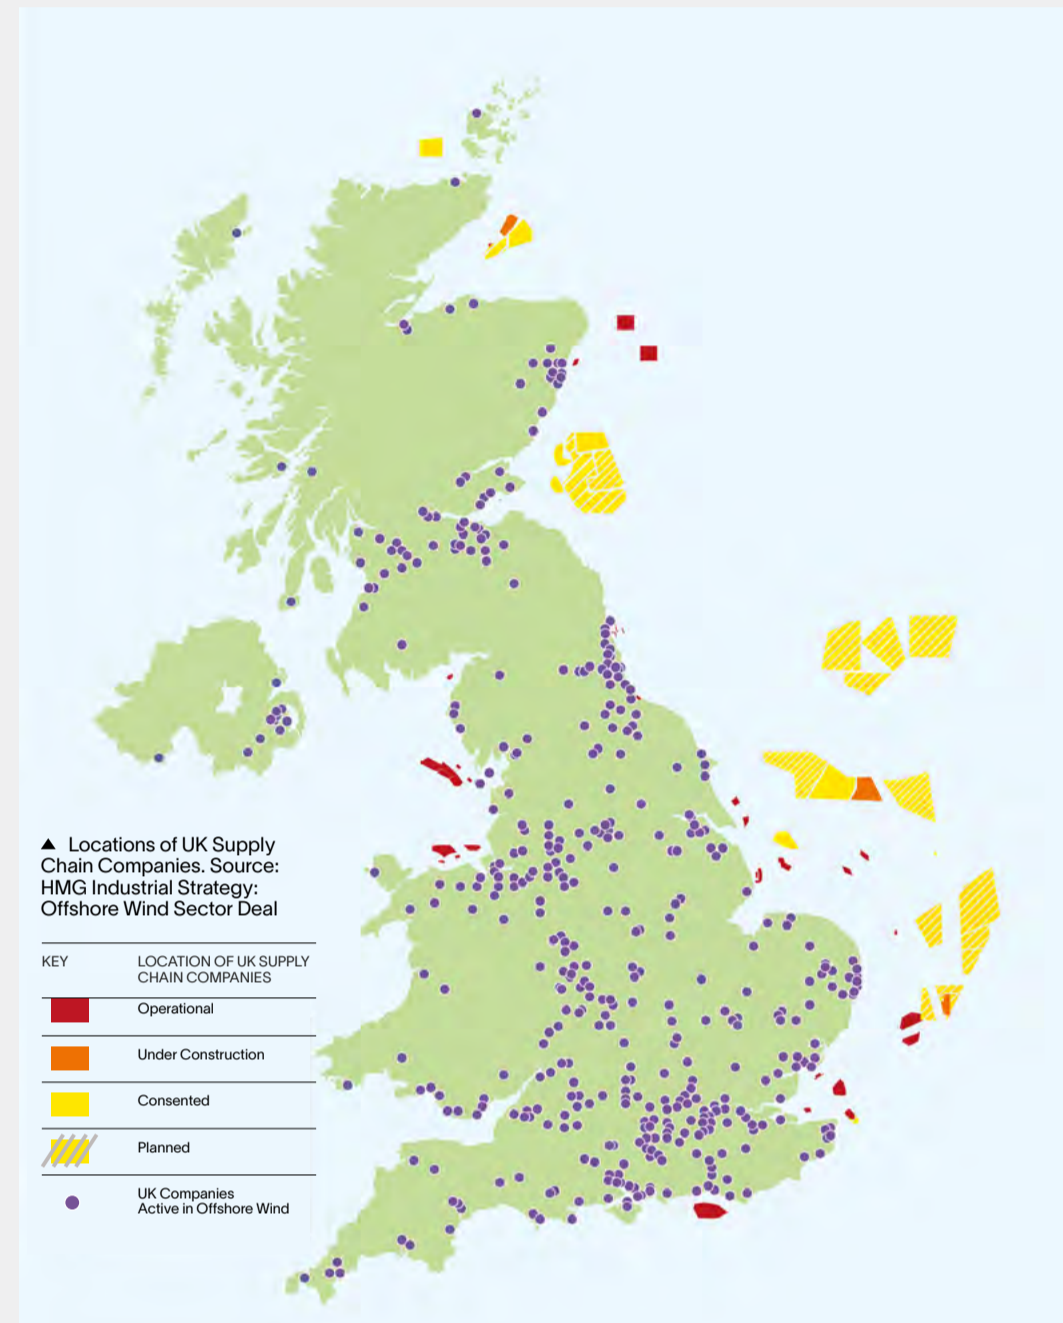 ▲ Locations of UK Supply
Chain Companies. Source:
HMG Industrial Strategy:
Offshore Wind Sector Deal
KEY
LOCATION OF UK SUPPLY
CHAIN COMPANIES
Operational
Under Construction
Consented
Planned
UK Companies
Active in Offshore Wind